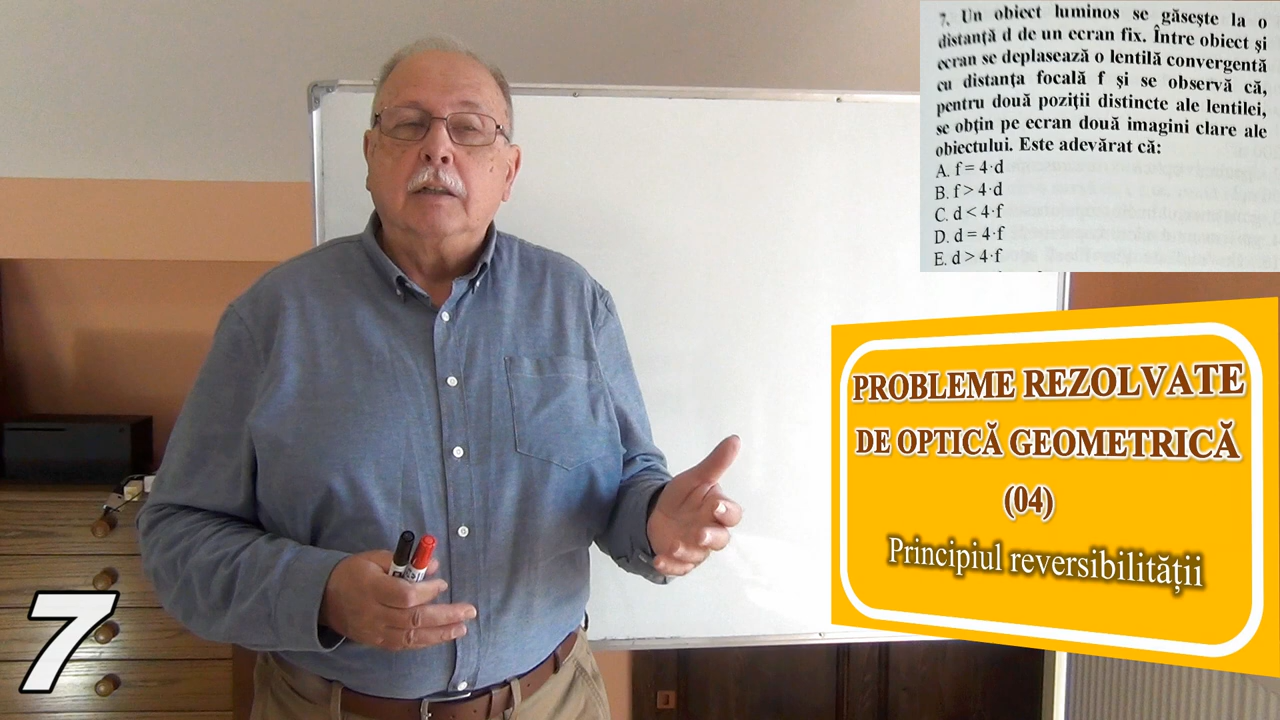 7. Un obiect luminos se găsește la o
distanță d de un ecran fix. Între obiect și
ecran se deplasează o lentilă convergentă
cu distanța focală f și se observă că,
pentru două poziții distincte ale lentilei,
se obțin pe ecran două imagini clare ale
obiectului. Este adevărat că:
A. f = 4·d
B. f > 4·d
C. d < 4·f
D. d = 4·f
E. d > 4·f
PROBLEME REZOLVATE
DE OPTICĂ GEOMETRICĂ
(04)
Principiul reversibilității
7